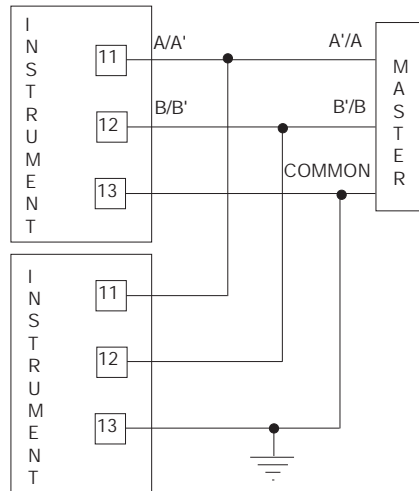 INSTRUMENT
11
A/A'
A'/A
12
B/B'
B'/B
13
COMMON
MASTER
INSTRUMENT
11
12
13